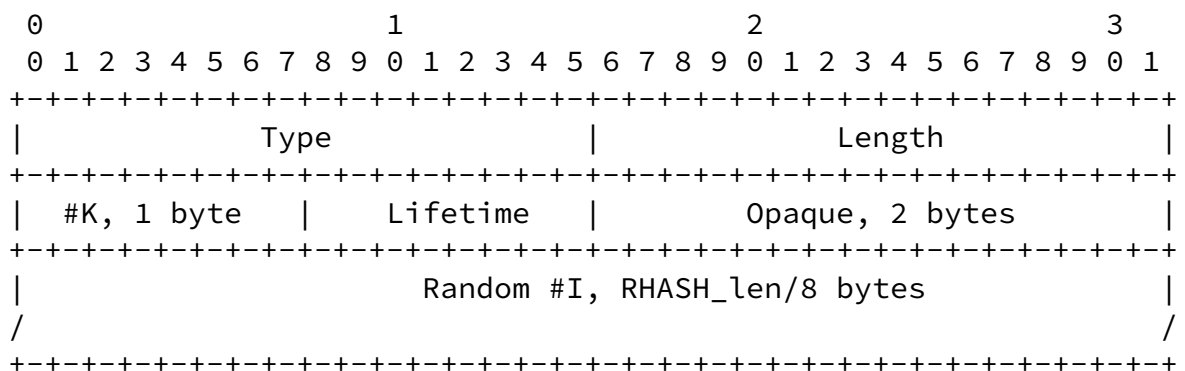 0                   1                   2                   3
 0 1 2 3 4 5 6 7 8 9 0 1 2 3 4 5 6 7 8 9 0 1 2 3 4 5 6 7 8 9 0 1
+-+-+-+-+-+-+-+-+-+-+-+-+-+-+-+-+-+-+-+-+-+-+-+-+-+-+-+-+-+-+-+-+
|             Type              |             Length            |
+-+-+-+-+-+-+-+-+-+-+-+-+-+-+-+-+-+-+-+-+-+-+-+-+-+-+-+-+-+-+-+-+
|  #K, 1 byte   |    Lifetime   |        Opaque, 2 bytes        |
+-+-+-+-+-+-+-+-+-+-+-+-+-+-+-+-+-+-+-+-+-+-+-+-+-+-+-+-+-+-+-+-+
|                      Random #I, RHASH_len/8 bytes             |
/                                                               /
+-+-+-+-+-+-+-+-+-+-+-+-+-+-+-+-+-+-+-+-+-+-+-+-+-+-+-+-+-+-+-+-+